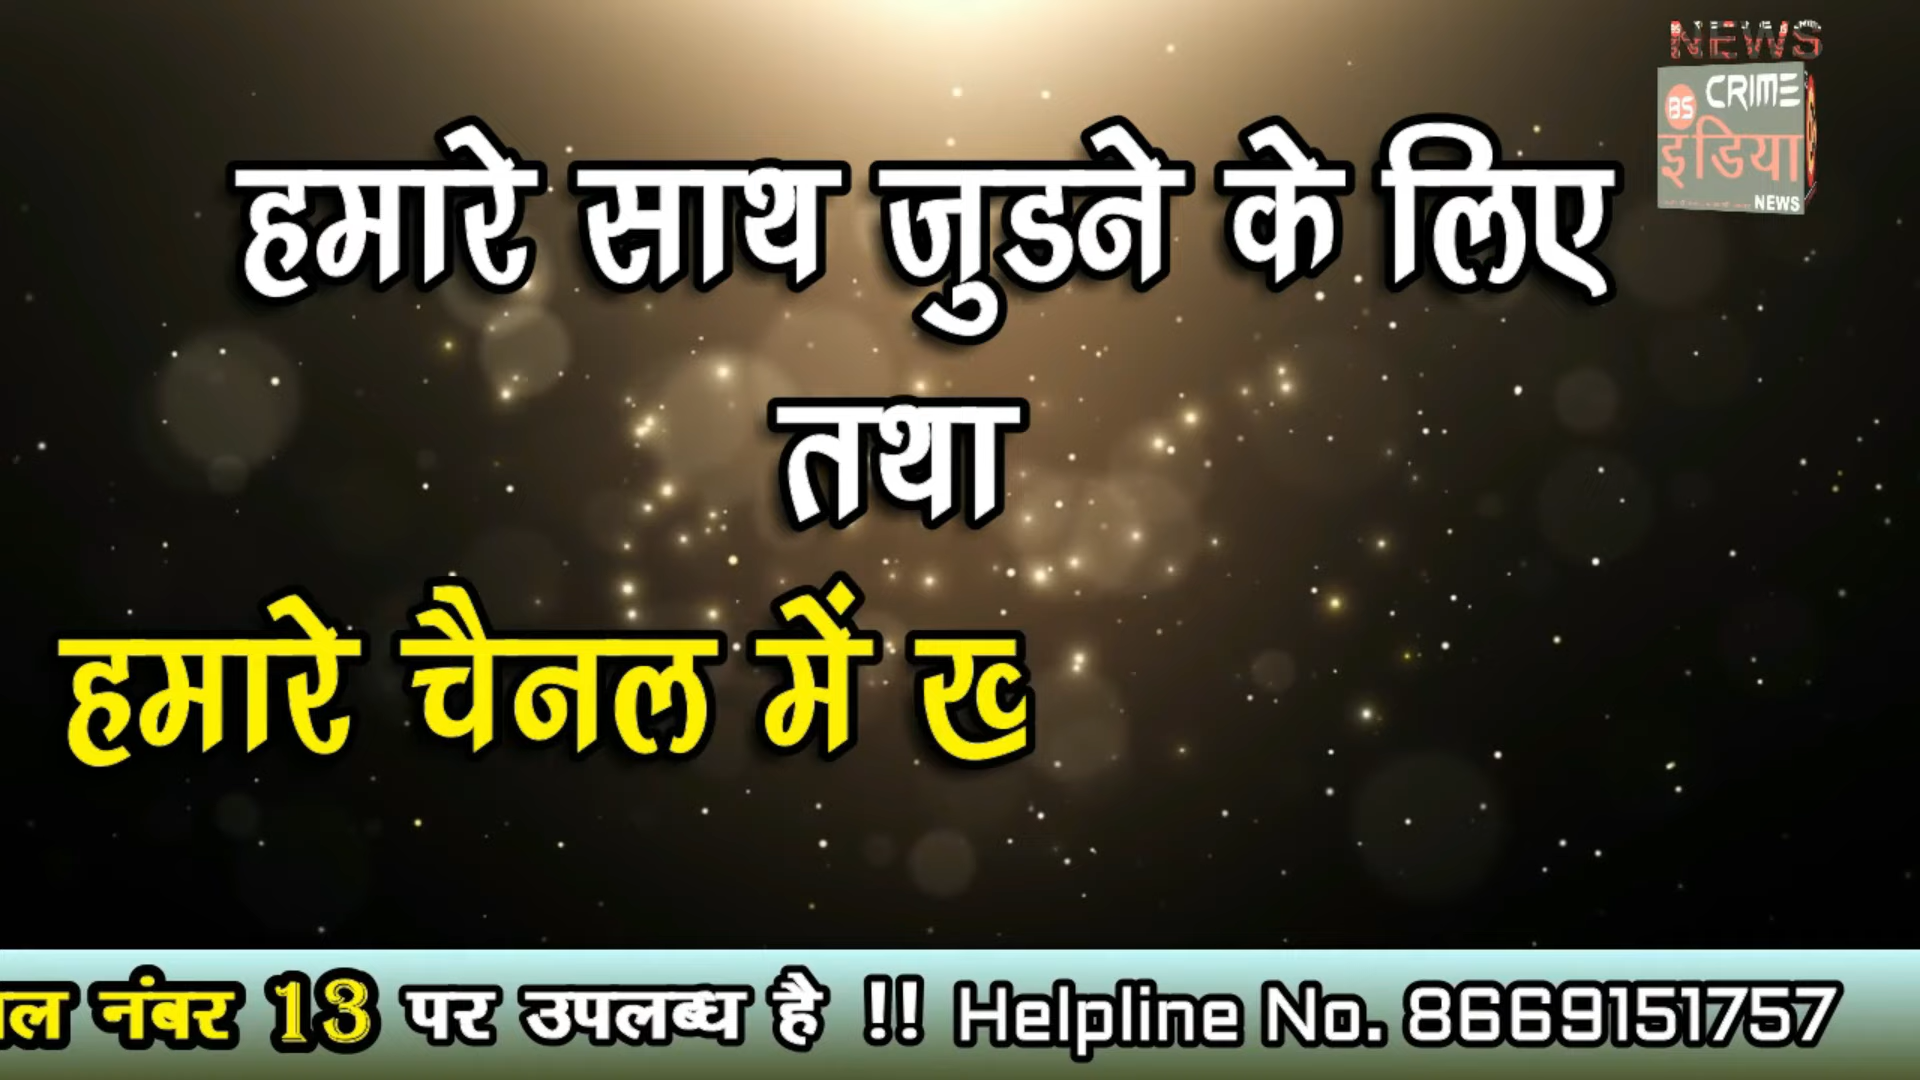 NEWS
BS CRIME
इंडिया
NEWS
हमारे साथ जुडने के लिए
तथा
हमारे चैनल में
नंबर 13 पर उपलब्ध है !! Helpline No. 8669151757